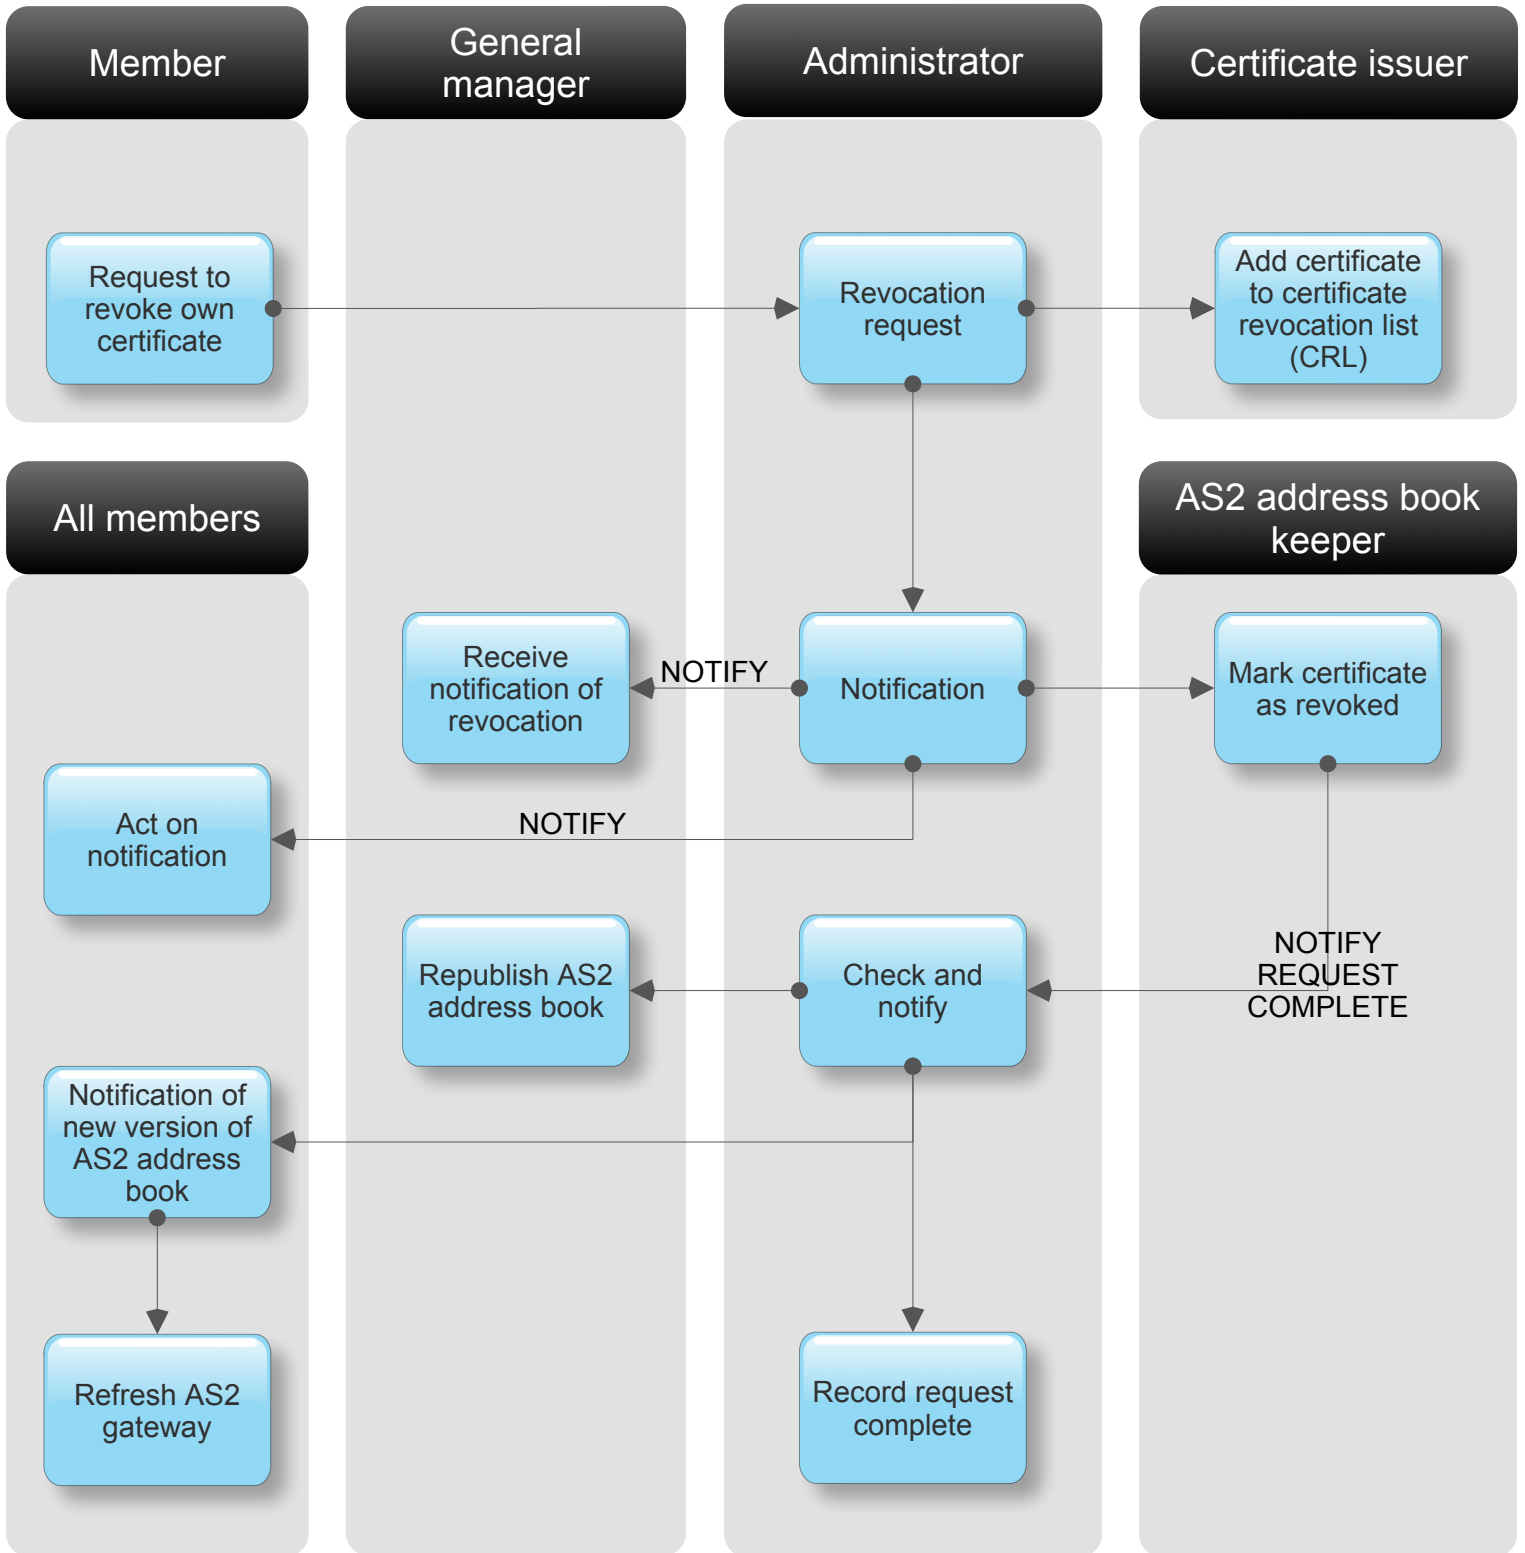 Member
General
manager
Administrator
Certificate issuer
Request to
revoke own
certificate
Revocation
request
Add certificate
to certificate
revocation list
(CRL)
All members
AS2 address book
keeper
Receive
notification of
revocation
NOTIFY
Notification
Mark certificate
as revoked
Act on
notification
NOTIFY
Republish AS2
address book
Check and
notify
NOTIFY
REQUEST
COMPLETE
Notification of
new version of
AS2 address
book
Refresh AS2
gateway
Record request
complete